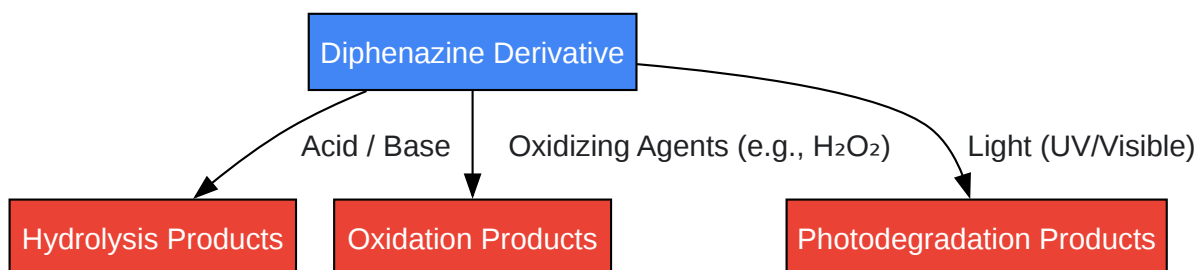 Diphenazine Derivative
Acid / Base
Oxidizing Agents (e.g., H₂O₂)
Light (UV/Visible)
Hydrolysis Products
Oxidation Products
Photodegradation Products